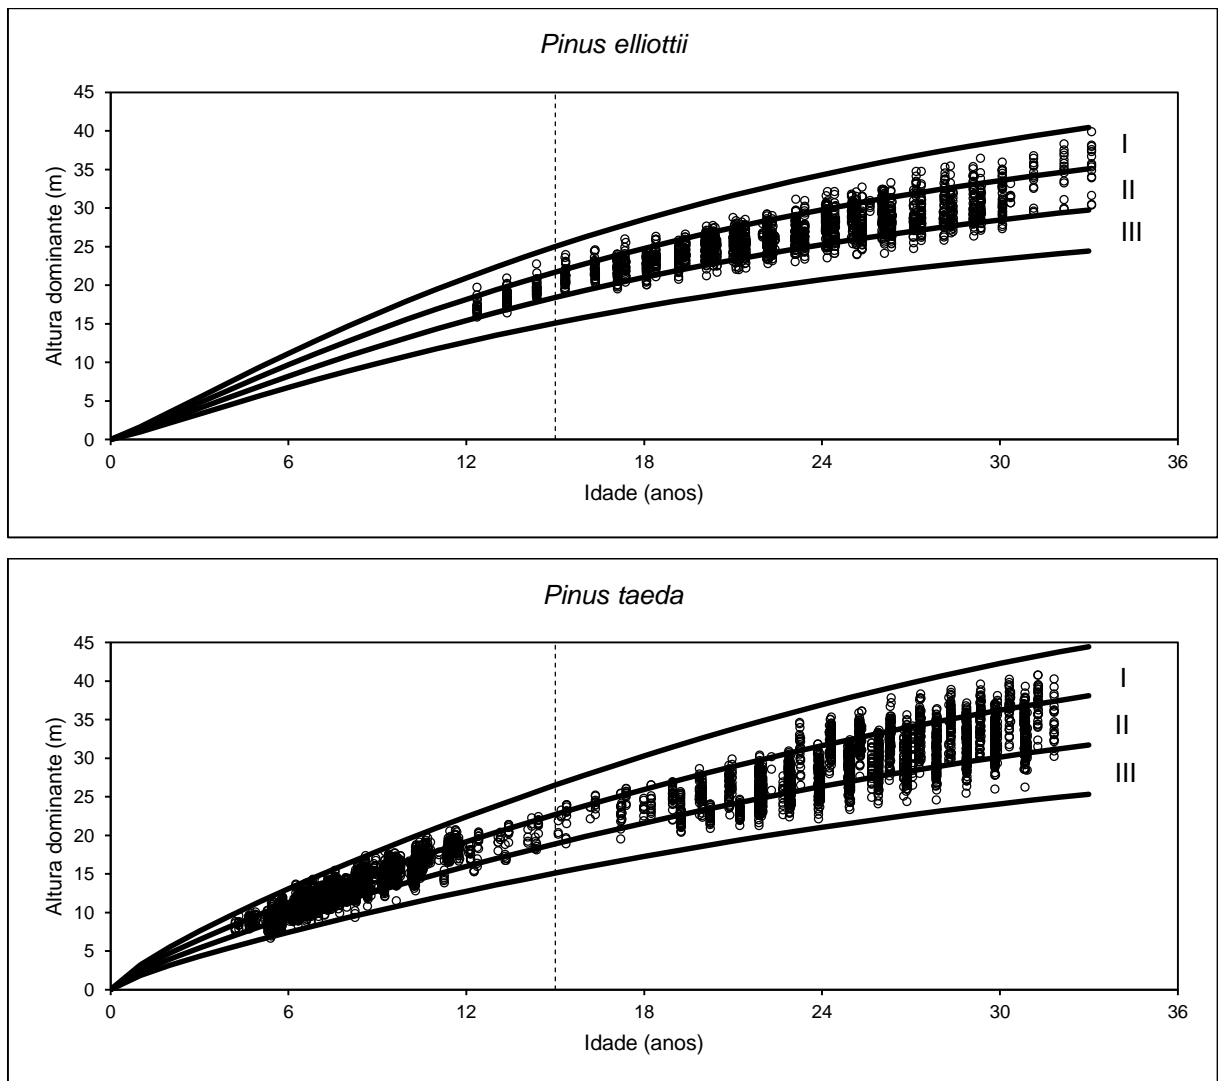 Pinus elliottii
45
40
35
30
25
20
15
10
5
0
Altura dominante (m)
I
II
III
0 6 12 18 24 30 36
Idade (anos)
Pinus taeda
45
40
35
30
25
20
15
10
5
0
Altura dominante (m)
I
II
III
0 6 12 18 24 30 36
Idade (anos)